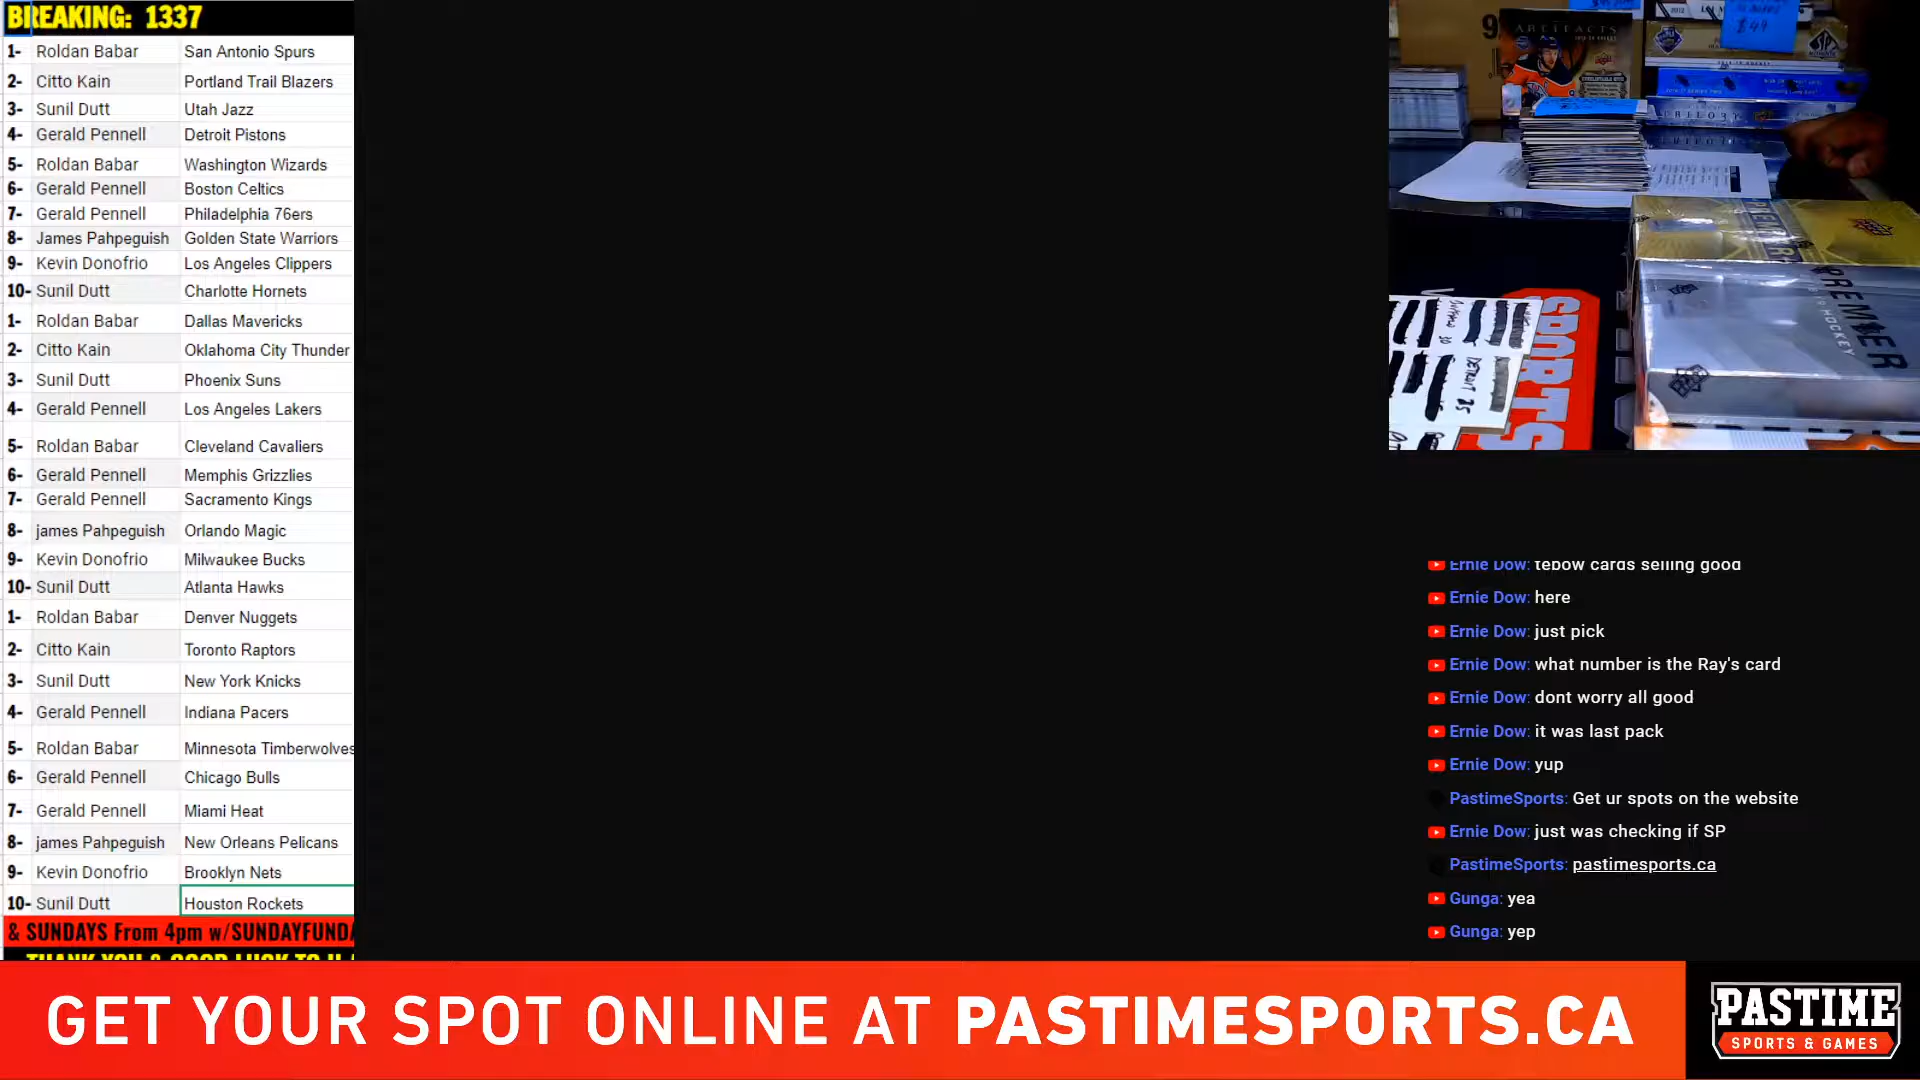 BREAKING: 1337
1- Roldan Babar San Antonio Spurs
2- Citto Kain Portland Trail Blazers
3- Sunil Dutt Utah Jazz
4- Gerald Pennell Detroit Pistons
5- Roldan Babar Washington Wizards
6- Gerald Pennell Boston Celtics
7- Gerald Pennell Philadelphia 76ers
8- James Pahpeguish Golden State Warriors
9- Kevin Donofrio Los Angeles Clippers
10- Sunil Dutt Charlotte Hornets
1- Roldan Babar Dallas Mavericks
2- Citto Kain Oklahoma City Thunder
3- Sunil Dutt Phoenix Suns
4- Gerald Pennell Los Angeles Lakers
5- Roldan Babar Cleveland Cavaliers
6- Gerald Pennell Memphis Grizzlies
7- Gerald Pennell Sacramento Kings
8- james Pahpeguish Orlando Magic
9- Kevin Donofrio Milwaukee Bucks
10- Sunil Dutt Atlanta Hawks
1- Roldan Babar Denver Nuggets
2- Citto Kain Toronto Raptors
3- Sunil Dutt New York Knicks
4- Gerald Pennell Indiana Pacers
5- Roldan Babar Minnesota Timberwolves
6- Gerald Pennell Chicago Bulls
7- Gerald Pennell Miami Heat
8- james Pahpeguish New Orleans Pelicans
9- Kevin Donofrio Brooklyn Nets
10- Sunil Dutt Houston Rockets
& SUNDAYS From 4pm w/SUNDAYFUNDA
THANK YOU & GOOD LUCK TO
ARTIFACTS
$49
PREMIER
HOCKEY
SPORTS
DETROIT 25
Ernie Dow: tebow cards selling good
Ernie Dow: here
Ernie Dow: just pick
Ernie Dow: what number is the Ray's card
Ernie Dow: dont worry all good
Ernie Dow: it was last pack
Ernie Dow: yup
PastimeSports: Get ur spots on the website
Ernie Dow: just was checking if SP
PastimeSports: pastimesports.ca
Gunga: yea
Gunga: yep
GET YOUR SPOT ONLINE AT PASTIMESPORTS.CA
PASTIME
SPORTS & GAMES